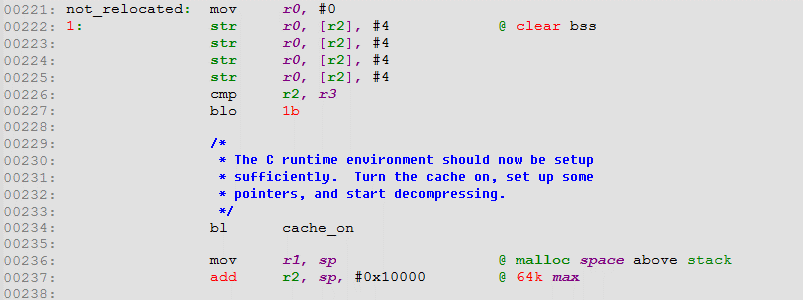 00221: not_relocated: mov r0, #0
00222: 1: str r0, [r2], #4 @ clear bss
00223: str r0, [r2], #4
00224: str r0, [r2], #4
00225: str r0, [r2], #4
00226: cmp r2, r3
00227: blo 1b
00228:
00229: /*
00230: * The C runtime environment should now be setup
00231: * sufficiently. Turn the cache on, set up some
00232: * pointers, and start decompressing.
00233: */
00234: bl cache_on
00235:
00236: mov r1, sp @ malloc space above stack
00237: add r2, sp, #0x10000 @ 64k max
00238: